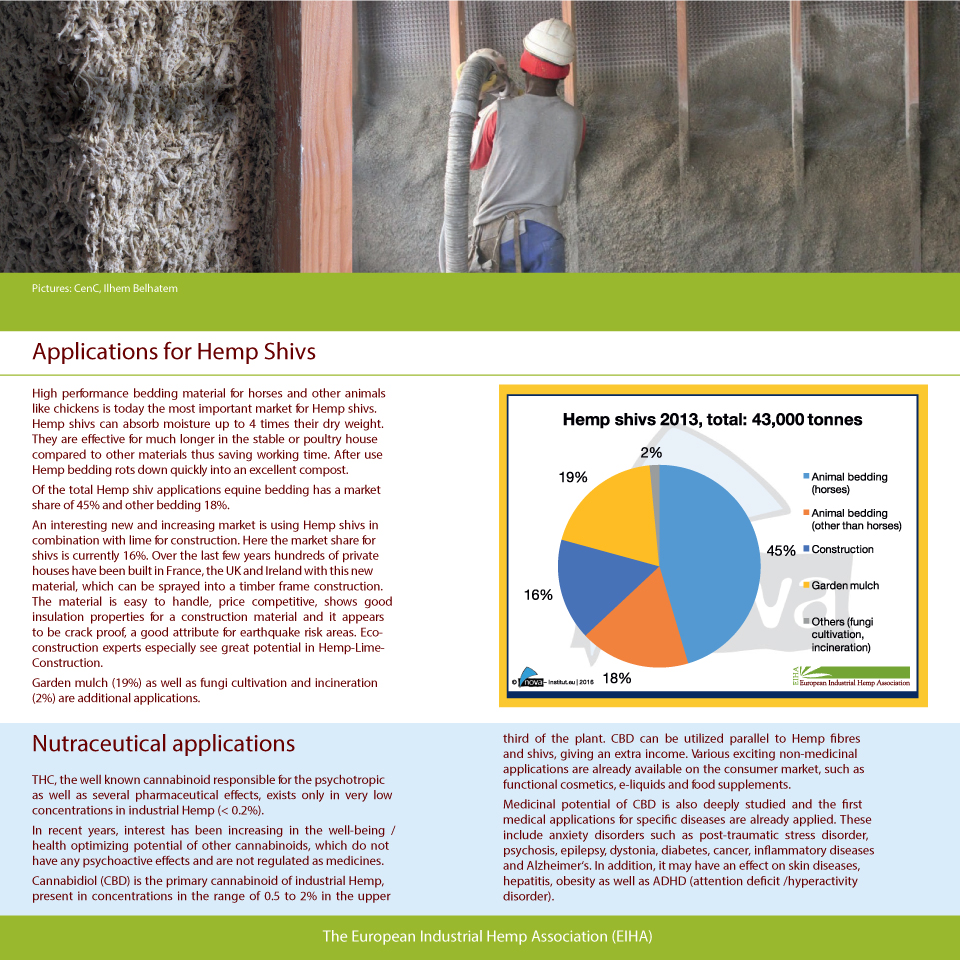 Pictures: CenC, Ilhem Belhatem
Applications for Hemp Shivs
High performance bedding material for horses and other animals
like chickens is today the most important market for Hemp shivs.
Hemp shivs can absorb moisture up to 4 times their dry weight.
They are effective for much longer in the stable or poultry house
compared to other materials thus saving working time. After use
Hemp bedding rots down quickly into an excellent compost.
Of the total Hemp shiv applications equine bedding has a market
share of 45% and other bedding 18%.
An interesting new and increasing market is using Hemp shivs in
combination with lime for construction. Here the market share for
shivs is currently 16%. Over the last few years hundreds of private
houses have been built in France, the UK and Ireland with this new
material, which can be sprayed into a timber frame construction.
The material is easy to handle, price competitive, shows good
insulation properties for a construction material and it appears
to be crack proof, a good attribute for earthquake risk areas. Eco-
construction experts especially see great potential in Hemp-Lime-
Construction.
Garden mulch (19%) as well as fungi cultivation and incineration
(2%) are additional applications.
Hemp shivs 2013, total: 43,000 tonnes
2%
19%
45%
16%
18%
Animal bedding
(horses)
Animal bedding
(other than horses)
Construction
Garden mulch
Others (fungi
cultivation,
incineration)
© nova-Institut.eu | 2016
EIHA European Industrial Hemp Association
Nutraceutical applications
THC, the well known cannabinoid responsible for the psychotropic
as well as several pharmaceutical effects, exists only in very low
concentrations in industrial Hemp (< 0.2%).
In recent years, interest has been increasing in the well-being /
health optimizing potential of other cannabinoids, which do not
have any psychoactive effects and are not regulated as medicines.
Cannabidiol (CBD) is the primary cannabinoid of industrial Hemp,
present in concentrations in the range of 0.5 to 2% in the upper
third of the plant. CBD can be utilized parallel to Hemp fibres
and shivs, giving an extra income. Various exciting non-medicinal
applications are already available on the consumer market, such as
functional cosmetics, e-liquids and food supplements.
Medicinal potential of CBD is also deeply studied and the first
medical applications for specific diseases are already applied. These
include anxiety disorders such as post-traumatic stress disorder,
psychosis, epilepsy, dystonia, diabetes, cancer, inflammatory diseases
and Alzheimer's. In addition, it may have an effect on skin diseases,
hepatitis, obesity as well as ADHD (attention deficit /hyperactivity
disorder).
The European Industrial Hemp Association (EIHA)